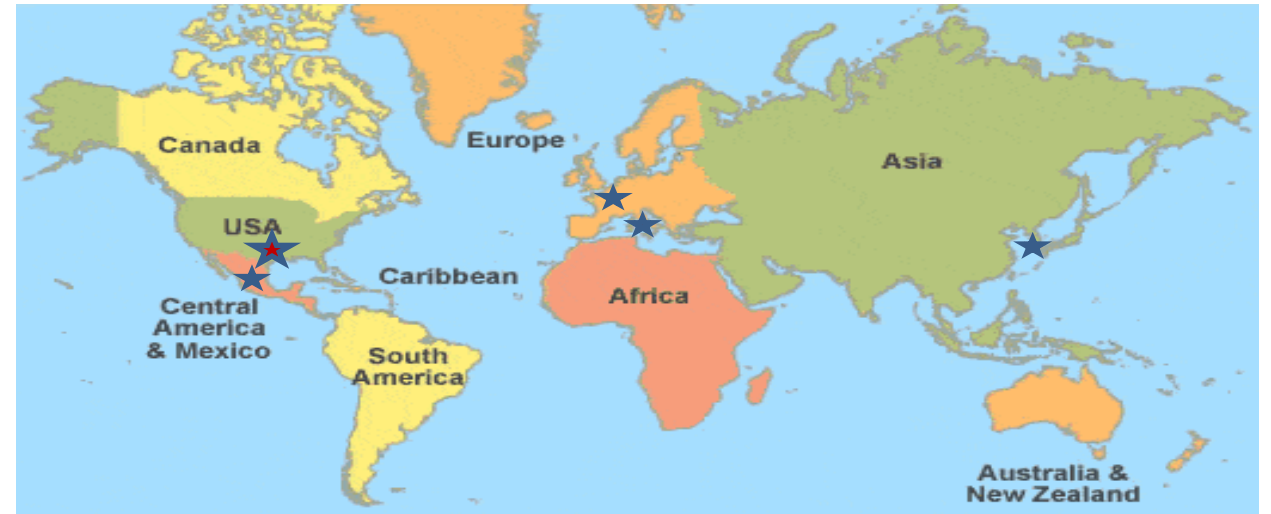 Europe
Canada
Asia
USA
Caribbean
Africa
Central
America
& Mexico
South
America
Australia &
New Zealand